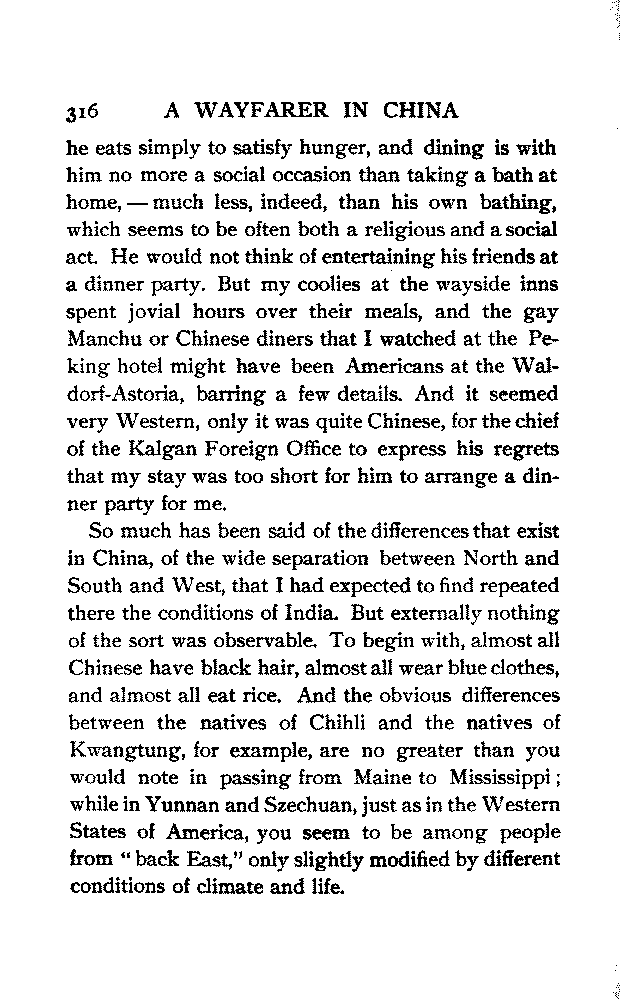 316 A WAYFARER IN CHINA
he eats simply to satisfy hunger, and dining is with
him no more a social occasion than taking a bath at
home, — much less, indeed, than his own bathing,
which seems to be often both a religious and a social
act. He would not think of entertaining his friends at
a dinner party. But my coolies at the wayside inns
spent jovial hours over their meals, and the gay
Manchu or Chinese diners that I watched at the Pe-
king hotel might have been Americans at the Wal-
dorf-Astoria, barring a few details. And it seemed
very Western, only it was quite Chinese, for the chief
of the Kalgan Foreign Office to express his regrets
that my stay was too short for him to arrange a din-
ner party for me.
So much has been said of the differences that exist
in China, of the wide separation between North and
South and West, that I had expected to find repeated
there the conditions of India. But externally nothing
of the sort was observable. To begin with, almost all
Chinese have black hair, almost all wear blue clothes,
and almost all eat rice. And the obvious differences
between the natives of Chihli and the natives of
Kwangtung, for example, are no greater than you
would note in passing from Maine to Mississippi;
while in Yunnan and Szechuan, just as in the Western
States of America, you seem to be among people
from "back East," only slightly modified by different
conditions of climate and life.